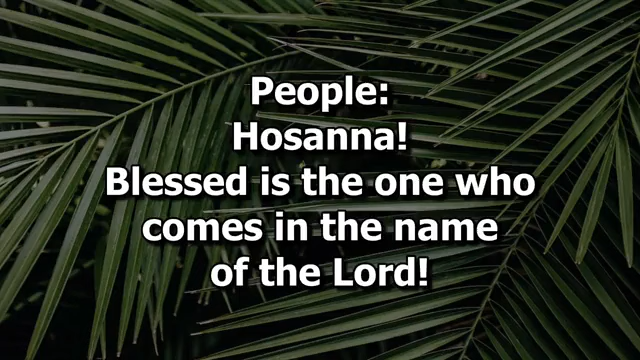 People:
Hosanna!
Blessed is the one who
comes in the name
of the Lord!